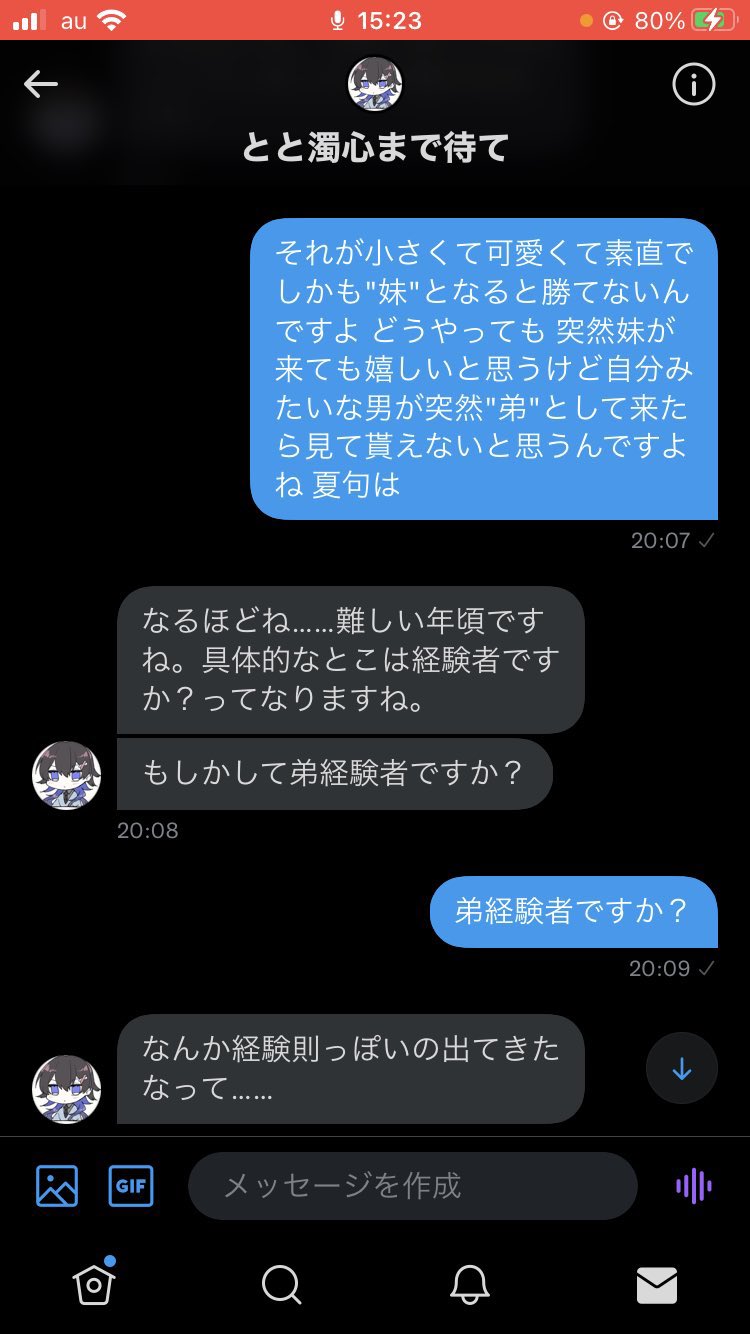 au 15:23 80%
とと濁心まで待て
それが小さくて可愛くて素直で
しかも"妹"となると勝てないん
ですよ どうやっても 突然妹が
来ても嬉しいと思うけど自分み
たいな男が突然"弟"として来た
ら見て貰えないと思うんですよ
ね 夏句は
20:07
なるほどね……難しい年頃です
ね。具体的なとこは経験者です
か？ってなりますね。
もしかして弟経験者ですか？
20:08
弟経験者ですか？
20:09
なんか経験則っぽいの出てきた
なって……
GIF
メッセージを作成